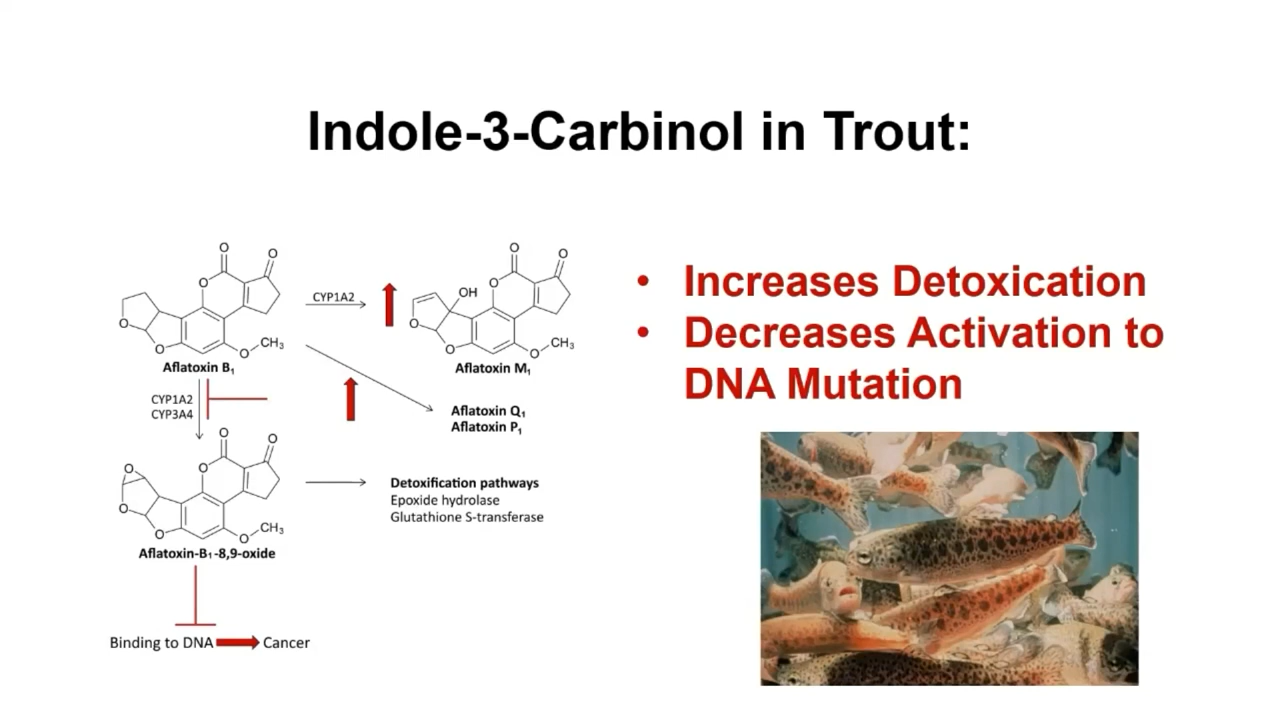 Indole-3-Carbinol in Trout:
O
O
O
O
O
O
CH₃
Aflatoxin B₁
CYP1A2
O
O
OH
O
O
O
O
CH₃
Aflatoxin M₁
• Increases Detoxication
• Decreases Activation to
DNA Mutation
CYP1A2
CYP3A4
Aflatoxin Q₁
Aflatoxin P₁
O
O
O
O
O
O
O
CH₃
Aflatoxin-B₁-8,9-oxide
Detoxification pathways
Epoxide hydrolase
Glutathione S-transferase
Binding to DNA Cancer